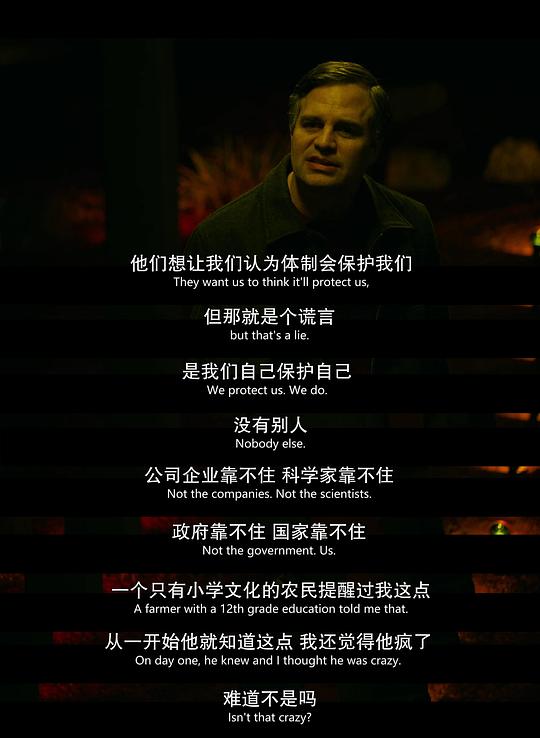 他们想让我们认为体制会保护我们
They want us to think it'll protect us,
但那就是个谎言
but that's a lie.
是我们自己保护自己
We protect us. We do.
没有别人
Nobody else.
公司企业靠不住 科学家靠不住
Not the companies. Not the scientists.
政府靠不住 国家靠不住
Not the government. Us.
一个只有小学文化的农民提醒过我这点
A farmer with a 12th grade education told me that.
从一开始他就知道这点 我还觉得他疯了
On day one, he knew and I thought he was crazy.
难道不是吗
Isn't that crazy?